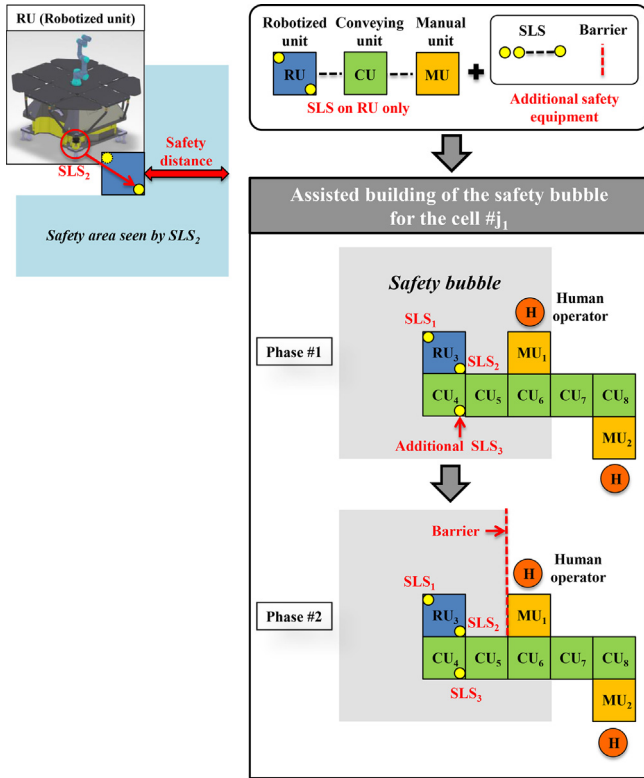 RU (Robotized unit)
SLS₂
Safety
distance
Safety area seen by SLS₂
Robotized
unit
Conveying
unit
Manual
unit
RU
CU
MU
SLS on RU only
SLS
Barrier
Additional safety
equipment
Assisted building of the safety bubble
for the cell #j₁
Safety bubble
H
Human
operator
SLS₁
Phase #1
RU₃
SLS₂
MU₁
CU₄
CU₅
CU₆
CU₇
CU₈
Additional SLS₃
MU₂
H
Barrier
H
Human
operator
SLS₁
Phase #2
RU₃
SLS₂
MU₁
CU₄
CU₅
CU₆
CU₇
CU₈
SLS₃
MU₂
H